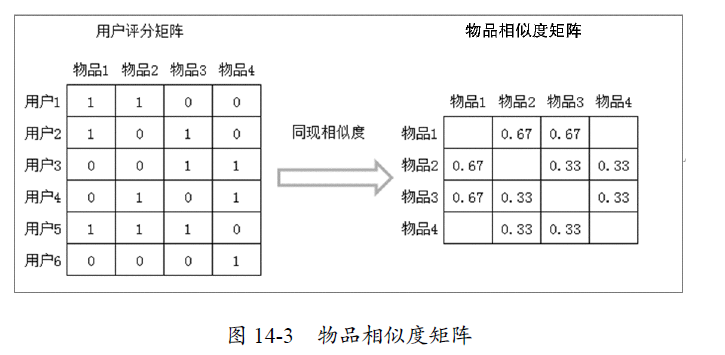 用户评分矩阵
物品1 物品2 物品3 物品4
用户1 1 1 0 0
用户2 1 0 1 0
用户3 0 0 1 1
用户4 0 1 0 1
用户5 1 1 1 0
用户6 0 0 0 1
同现相似度
物品相似度矩阵
物品1 物品2 物品3 物品4
物品1 0.67 0.67
物品2 0.67 0.33 0.33
物品3 0.67 0.33 0.33
物品4 0.33 0.33
图 14-3 物品相似度矩阵